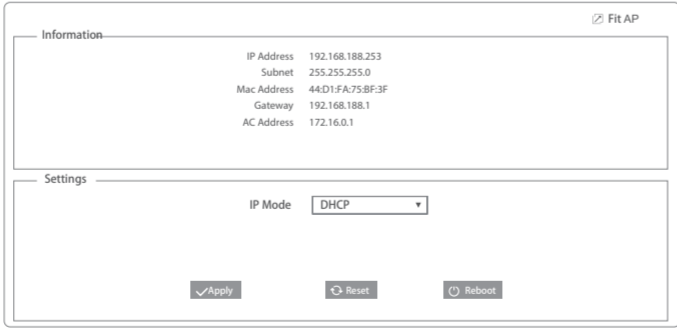 Fit AP
Information
IP Address 192.168.188.253
Subnet 255.255.255.0
Mac Address 44:D1:FA:75:BF:3F
Gateway 192.168.188.1
AC Address 172.16.0.1
Settings
IP Mode DHCP
Apply Reset Reboot